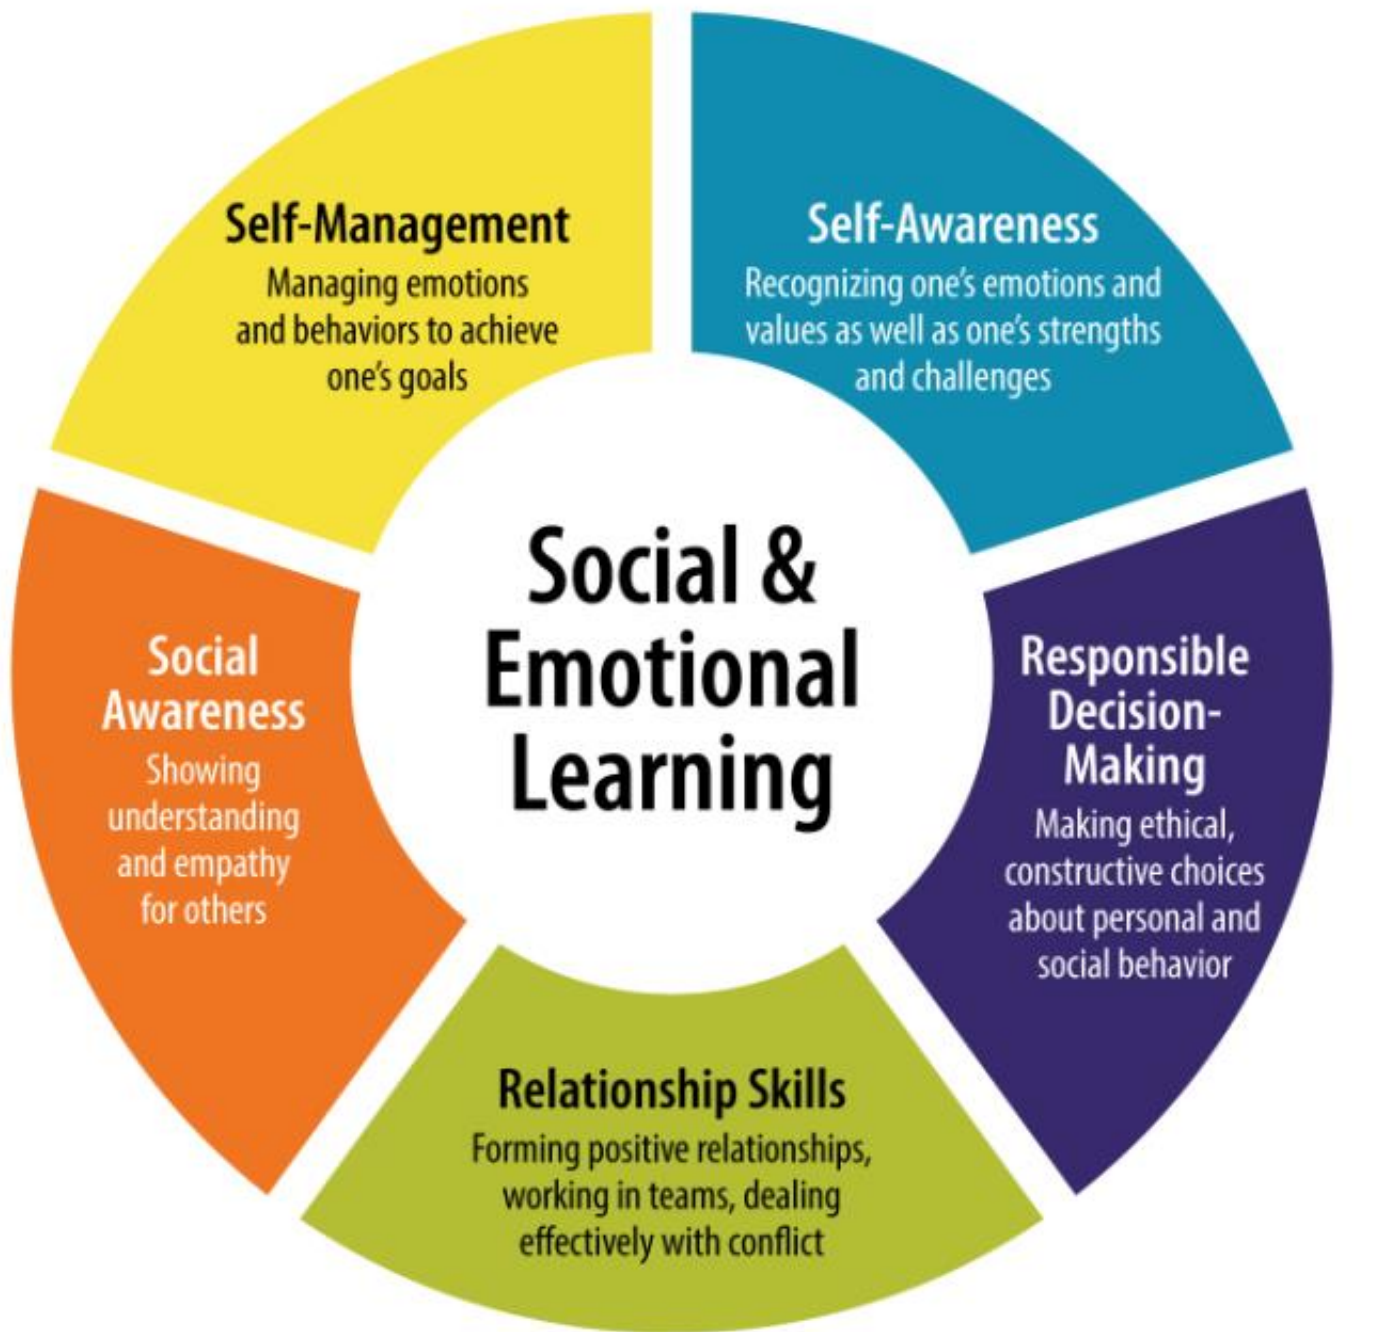 Self-Management
Managing emotions
and behaviors to achieve
one's goals
Self-Awareness
Recognizing one's emotions and
values as well as one's strengths
and challenges
Social &
Emotional
Learning
Social
Awareness
Showing
understanding
and empathy
for others
Responsible
Decision-
Making
Making ethical,
constructive choices
about personal and
social behavior
Relationship Skills
Forming positive relationships,
working in teams, dealing
effectively with conflict